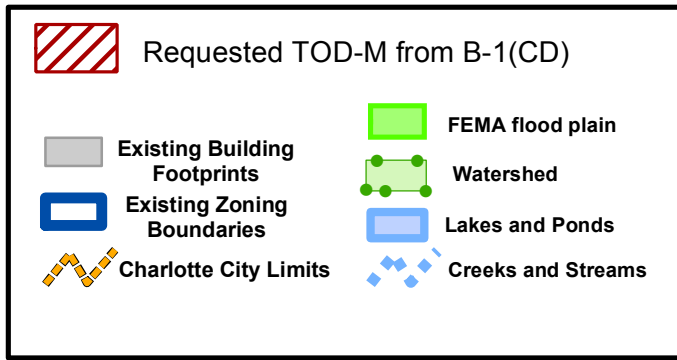 Requested TOD-M from B-1(CD)
Existing Building
Footprints
Existing Zoning
Boundaries
Charlotte City Limits
FEMA flood plain
Watershed
Lakes and Ponds
Creeks and Streams